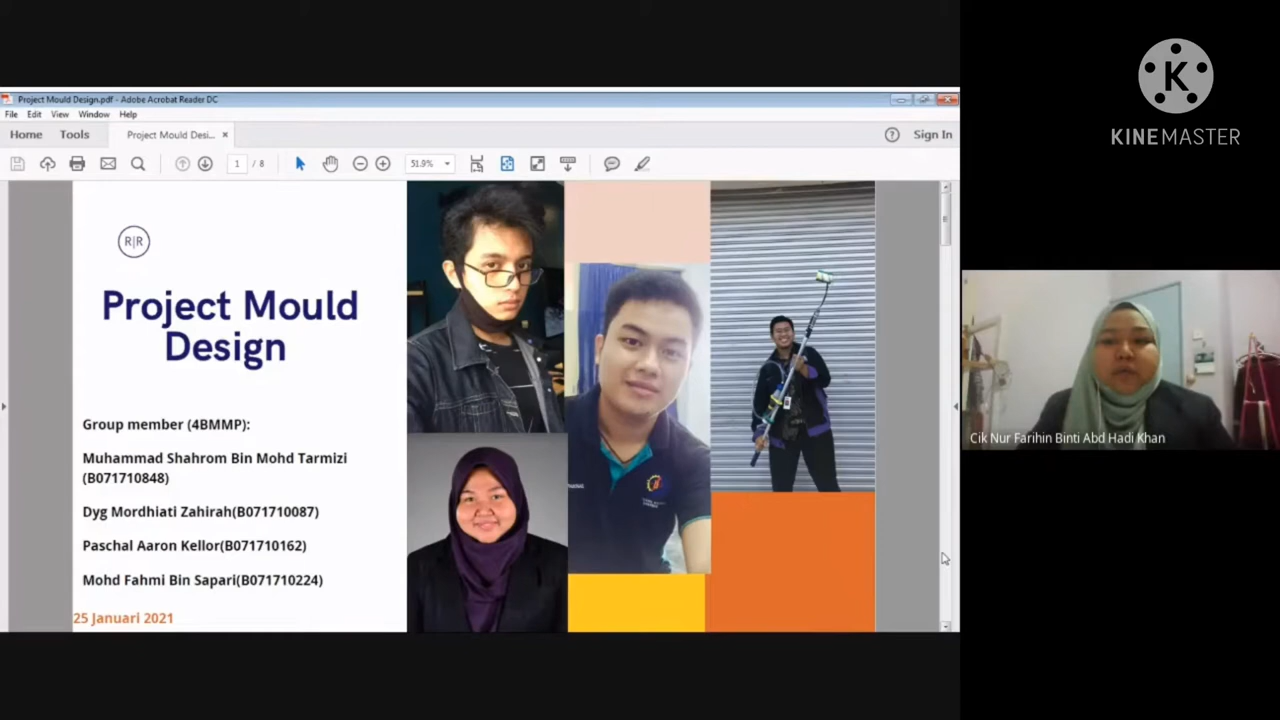 Project Mould Design.pdf - Adobe Acrobat Reader DC
File Edit View Window Help
Home Tools Project Mould Desi... × ? Sign In
1 / 8 51.9%
R|R
Project Mould
Design
Group member (4BMMP):
Muhammad Shahrom Bin Mohd Tarmizi
(B071710848)
Dyg Mordhiati Zahirah(B071710087)
Paschal Aaron Kellor(B071710162)
Mohd Fahmi Bin Sapari(B071710224)
25 Januari 2021
K
KINEMASTER
Cik Nur Farihin Binti Abd Hadi Khan